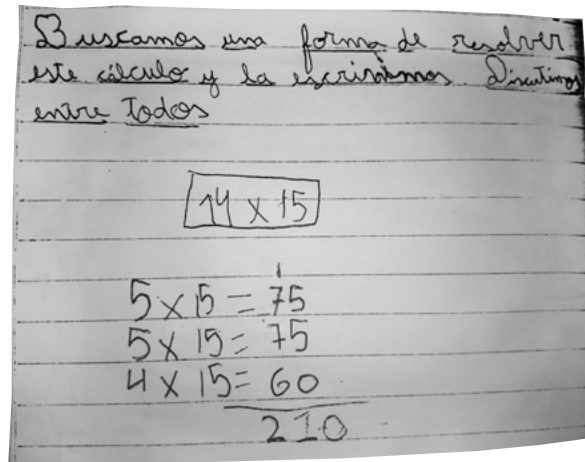 Buscamos una forma de resolver
este cálculo y la escribimos Discutimos
entre Todos
14 x 15
1
5 x 15 = 75
5 x 15 = 75
4 x 15 = 60
210